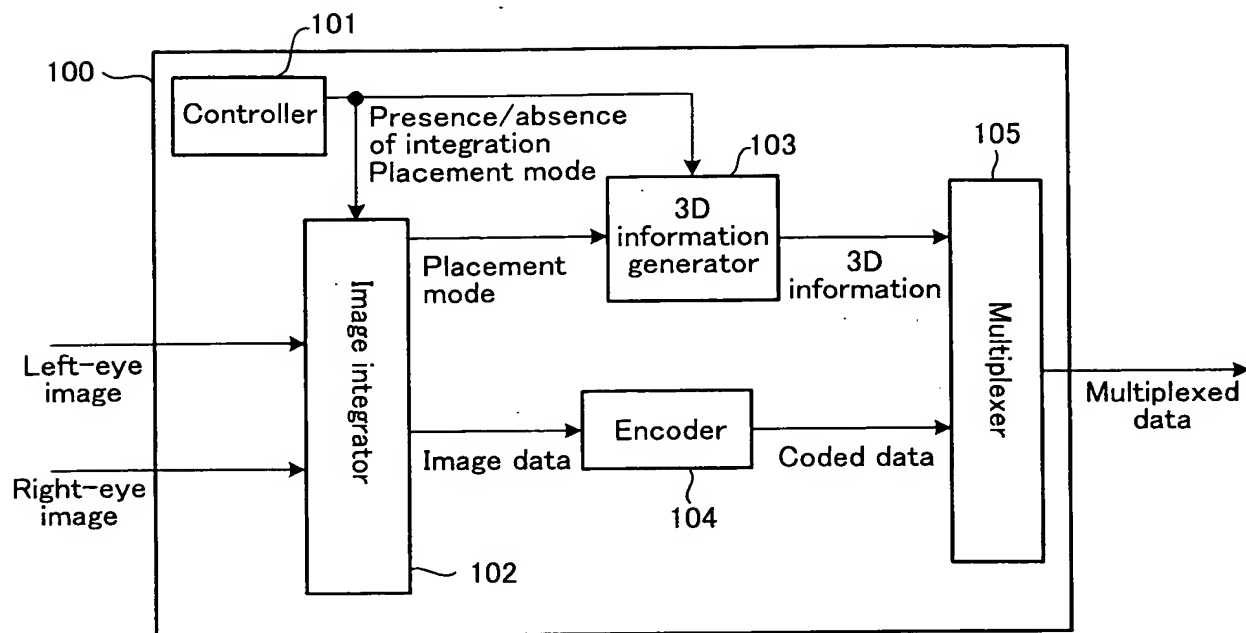 101
100
Controller
Presence/absence
of integration
Placement mode
103
105
3D
information
generator
Placement
mode
3D
information
Image integrator
Multiplexer
Left-eye
image
Multiplexed
data
Encoder
Image data
Coded data
Right-eye
image
104
102